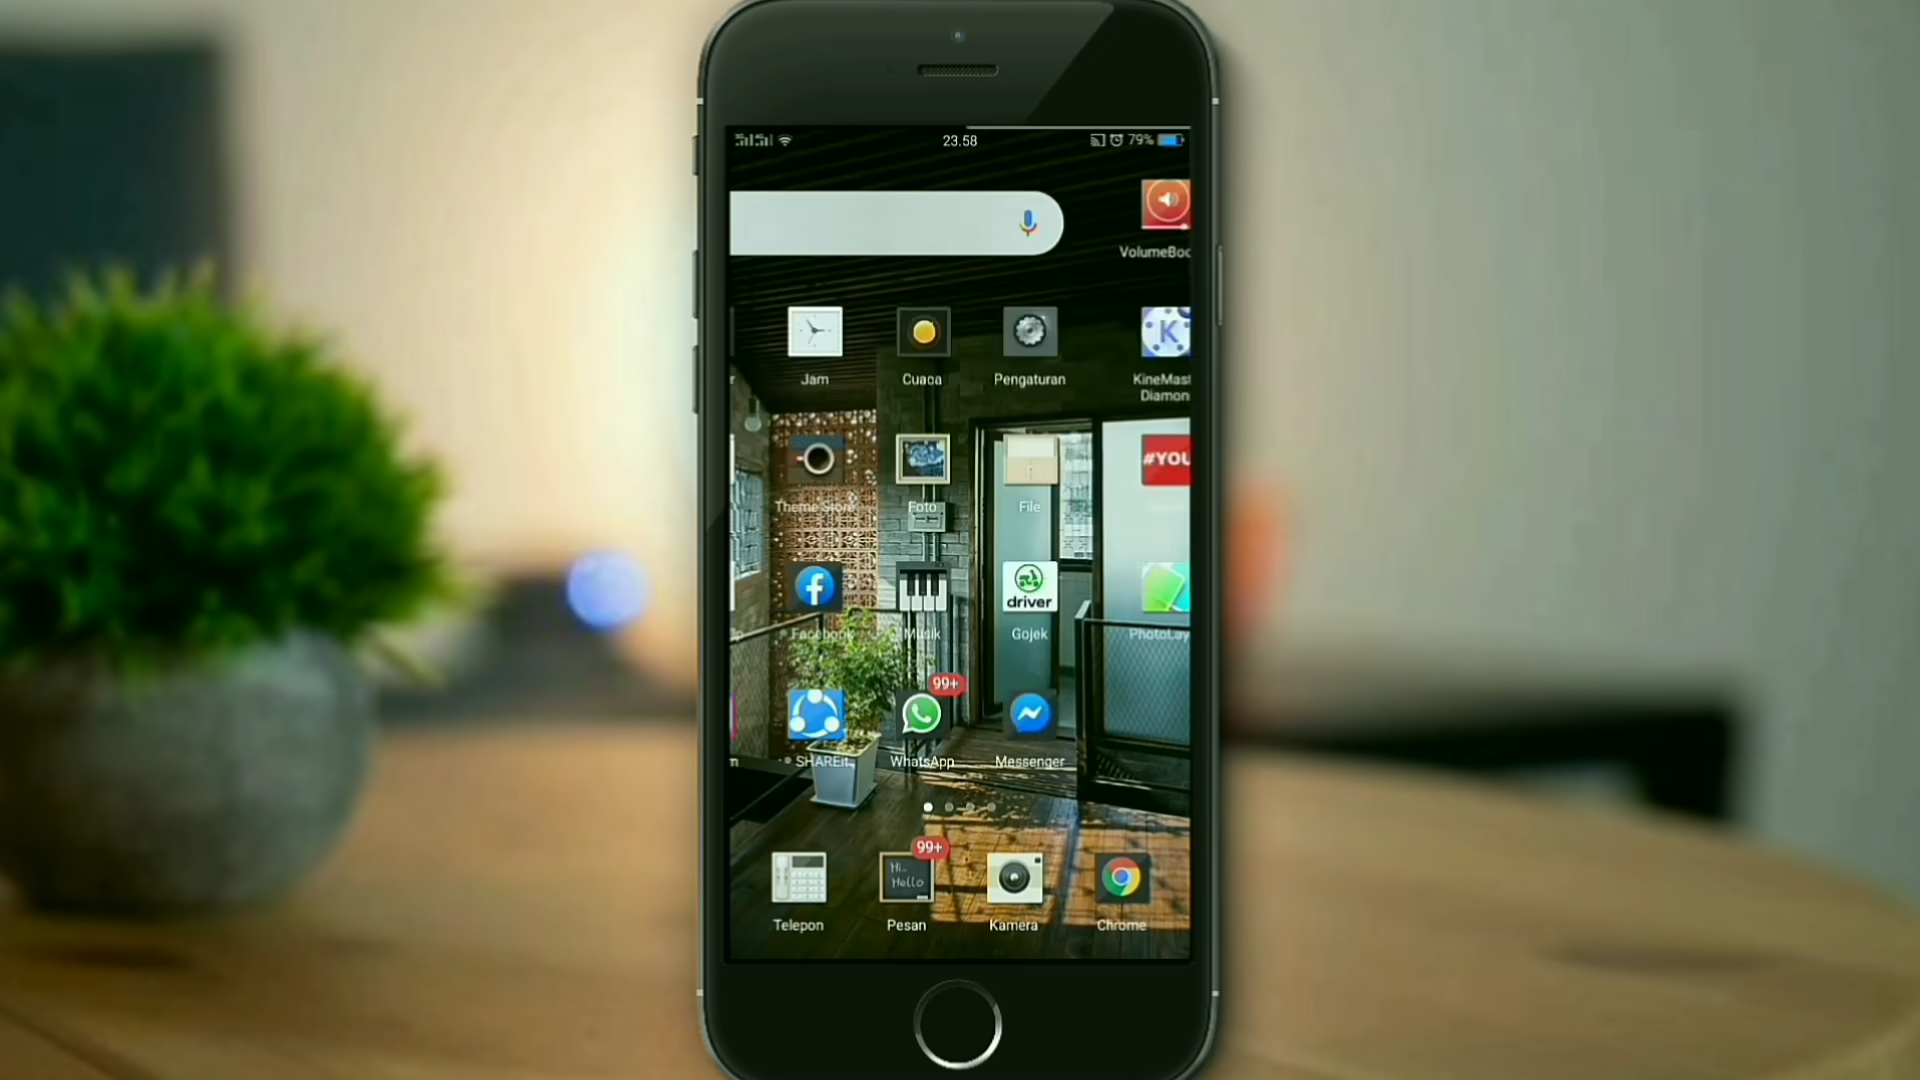 23.58
79%
VolumeBoo
Jam
Cuaca
Pengaturan
KineMast
Diamon
K
#YOU
Theme Store
Foto
File
driver
Facebook
Musik
Gojek
PhotoLay
99+
SHAREit
WhatsApp
Messenger
99+
Hi..
Hello
Telepon
Pesan
Kamera
Chrome